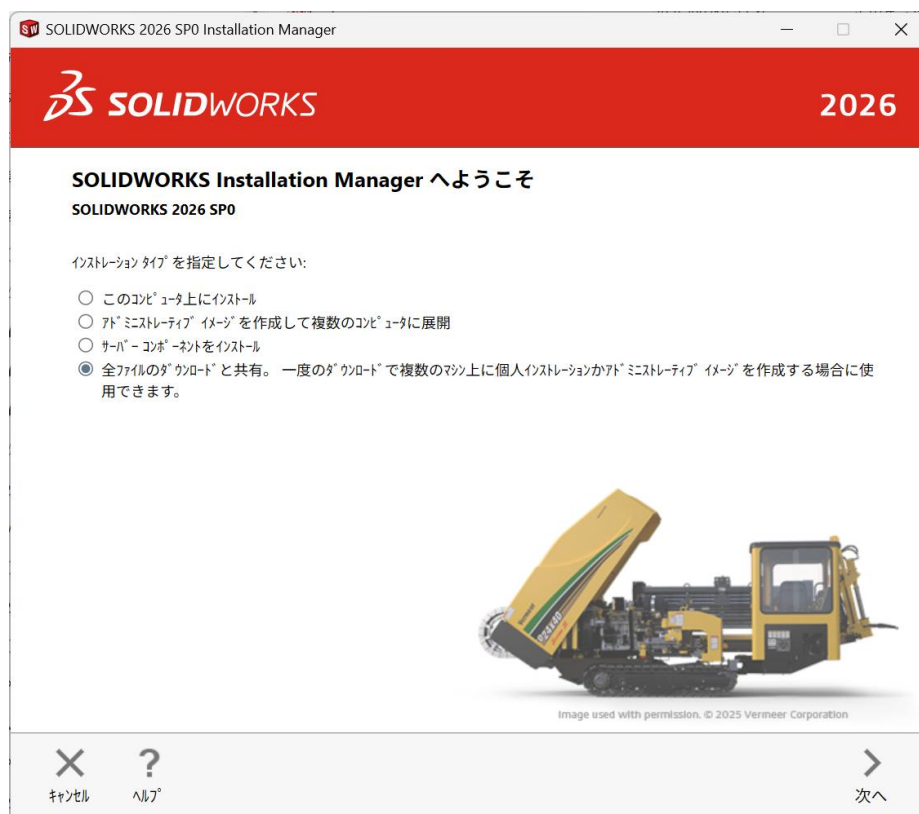 SOLIDWORKS 2026 SP0 Installation Manager
SOLIDWORKS
2026
SOLIDWORKS Installation Manager へようこそ
SOLIDWORKS 2026 SP0
ｲﾝｽﾄﾚｰｼｮﾝ ﾀｲﾌﾟを指定してください:
このｺﾝﾋﾟｭｰﾀ上にｲﾝｽﾄｰﾙ
ｱﾄﾞﾐﾆｽﾄﾚｰﾃｨﾌﾞ ｲﾒｰｼﾞを作成して複数のｺﾝﾋﾟｭｰﾀに展開
ｻｰﾊﾞｰ ｺﾝﾎﾟｰﾈﾝﾄをｲﾝｽﾄｰﾙ
全ﾌｧｲﾙのﾀﾞｳﾝﾛｰﾄﾞと共有。 一度のﾀﾞｳﾝﾛｰﾄﾞで複数のﾏｼﾝ上に個人ｲﾝｽﾄﾚｰｼｮﾝかｱﾄﾞﾐﾆｽﾄﾚｰﾃｨﾌﾞ ｲﾒｰｼﾞを作成する場合に使
用できます。
Vermeer
D24X40
Image used with permission. © 2025 Vermeer Corporation
ｷｬﾝｾﾙ
ﾍﾙﾌﾟ
次へ